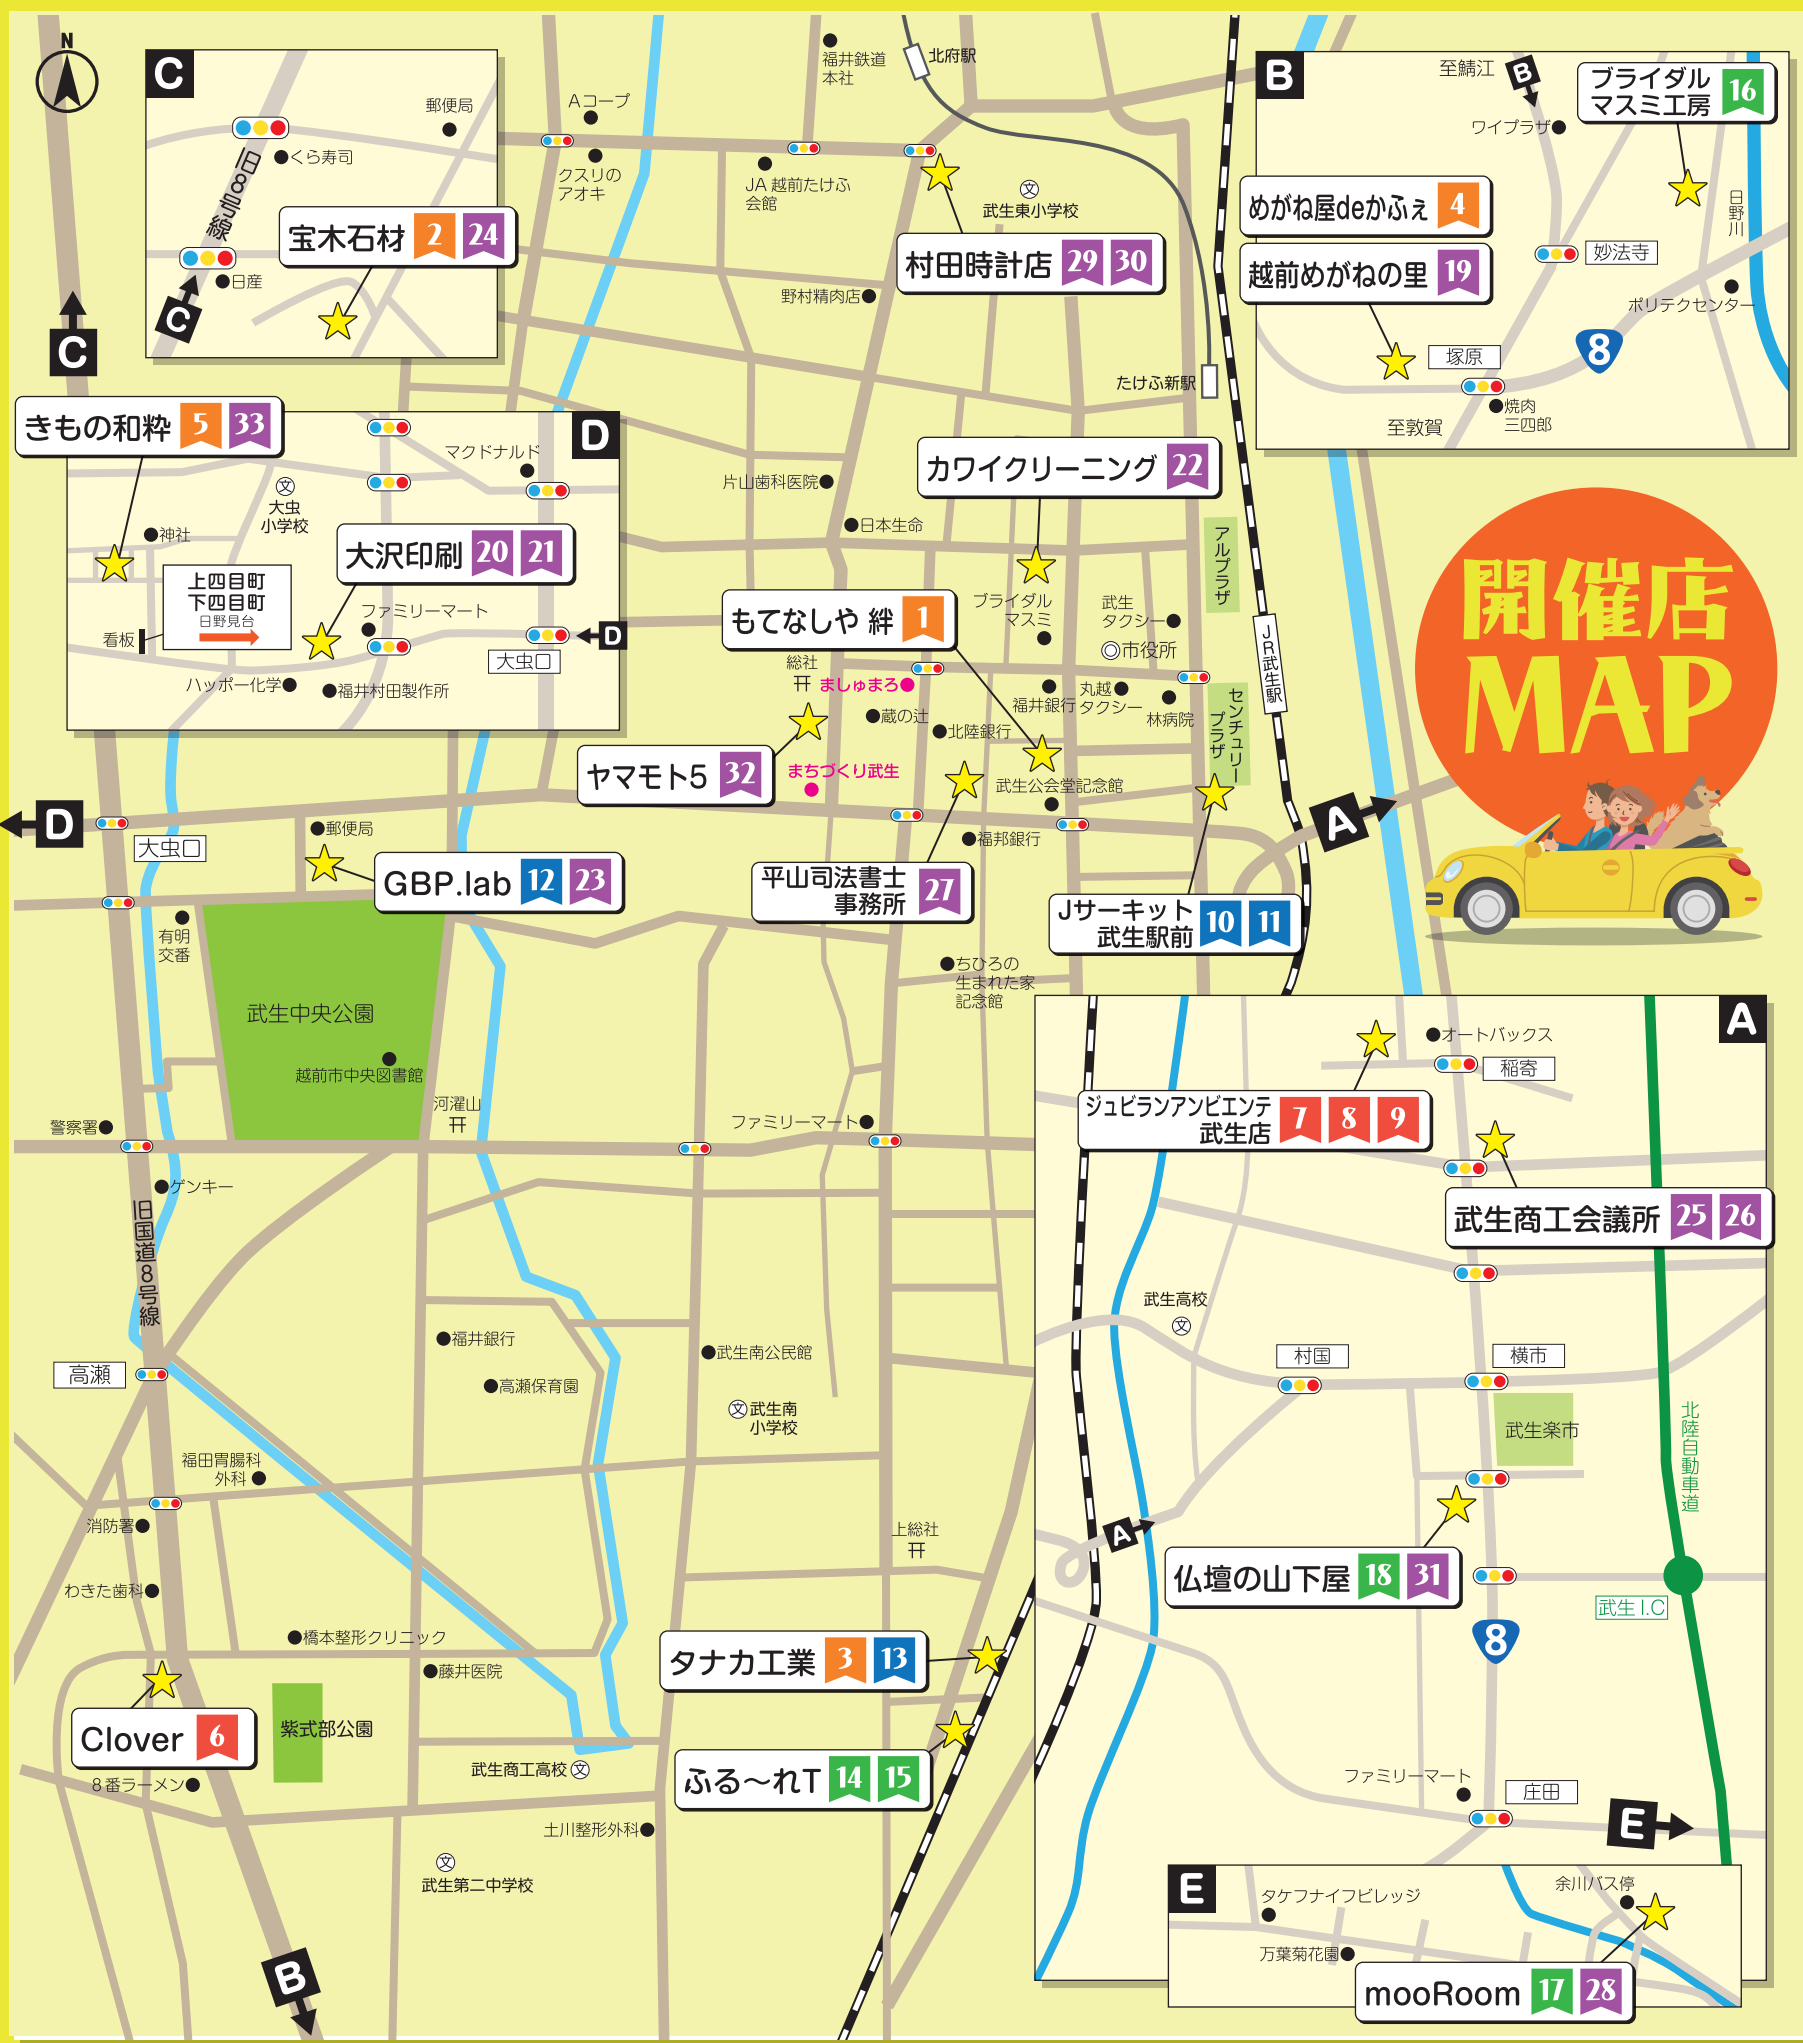 N
C
郵便局
くら寿司
旧8号線
宝木石材 2 24
日産
C
C
Aコープ
クスリの
アオキ
福井鉄道
本社
北府駅
JA 越前たけふ
会館
文
武生東小学校
村田時計店 29 30
野村精肉店
たけふ新駅
B
至鯖江
B
ブライダル
マスミ工房 16
ワイプラザ
めがね屋deかふぇ 4
日野川
妙法寺
越前めがねの里 19
ポリテクセンター
8
塚原
焼肉
三四郎
至敦賀
きもの和粋 5 33
D
マクドナルド
文
大虫
小学校
神社
大沢印刷 20 21
上四目町
下四目町
日野見台
ファミリーマート
看板
D
大虫口
ハッポー化学
福井村田製作所
カワイクリーニング 22
片山歯科医院
日本生命
アルプラザ
開催店
MAP
もてなしや 絆 1
ブライダル
マスミ
武生
タクシー
◎市役所
JR武生駅
総社
ましゅまろ
蔵の辻
北陸銀行
福井銀行
丸越
タクシー
林病院
センチュリー
プラザ
ヤマモト5 32
まちづくり武生
武生公会堂記念館
福邦銀行
A
D
大虫口
郵便局
GBP.lab 12 23
平山司法書士
事務所 27
Jサーキット
武生駅前 10 11
有明
交番
武生中央公園
越前市中央図書館
ちひろの
生まれた家
記念館
河濯山
警察署
ファミリーマート
ゲンキー
旧国道8号線
福井銀行
高瀬
高瀬保育園
武生南公民館
文
武生南
小学校
福田胃腸科
外科
消防署
上総社
わきた歯科
橋本整形クリニック
藤井医院
タナカ工業 3 13
Clover 6
紫式部公園
8番ラーメン
武生商工高校 文
ふる〜れT 14 15
土川整形外科
文
武生第二中学校
B
A
オートバックス
稲寄
ジュビランアンビエンテ
武生店 7 8 9
武生商工会議所 25 26
武生高校
文
村国
横市
武生楽市
北陸自動車道
A
仏壇の山下屋 18 31
武生I.C
8
ファミリーマート
庄田
E
E
タケフナイフビレッジ
余川バス停
万葉菊花園
mooRoom 17 28